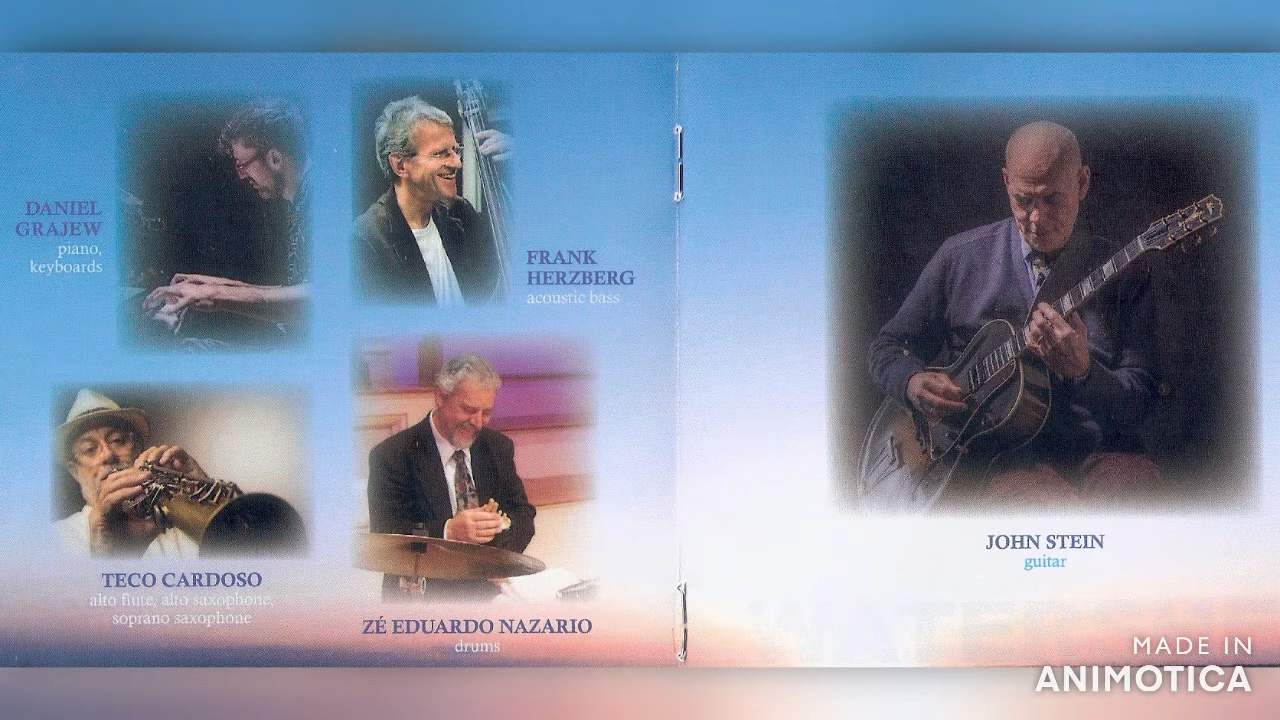 DANIEL
GRAJEW
piano,
keyboards
FRANK
HERZBERG
acoustic bass
TECO CARDOSO
alto flute, alto saxophone,
soprano saxophone
ZÉ EDUARDO NAZARIO
drums
JOHN STEIN
guitar
MADE IN
ANIMOTICA